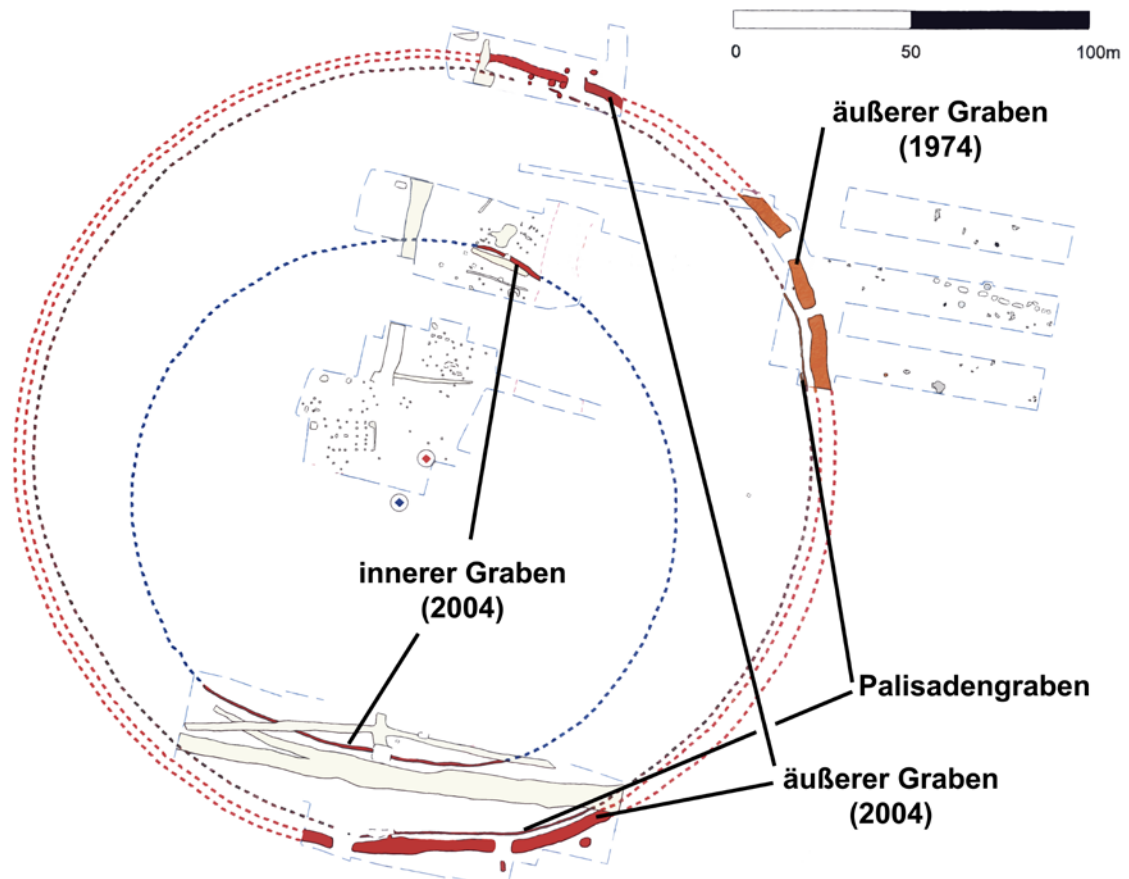 0 50 100m
äußerer Graben
(1974)
innerer Graben
(2004)
Palisadengraben
äußerer Graben
(2004)